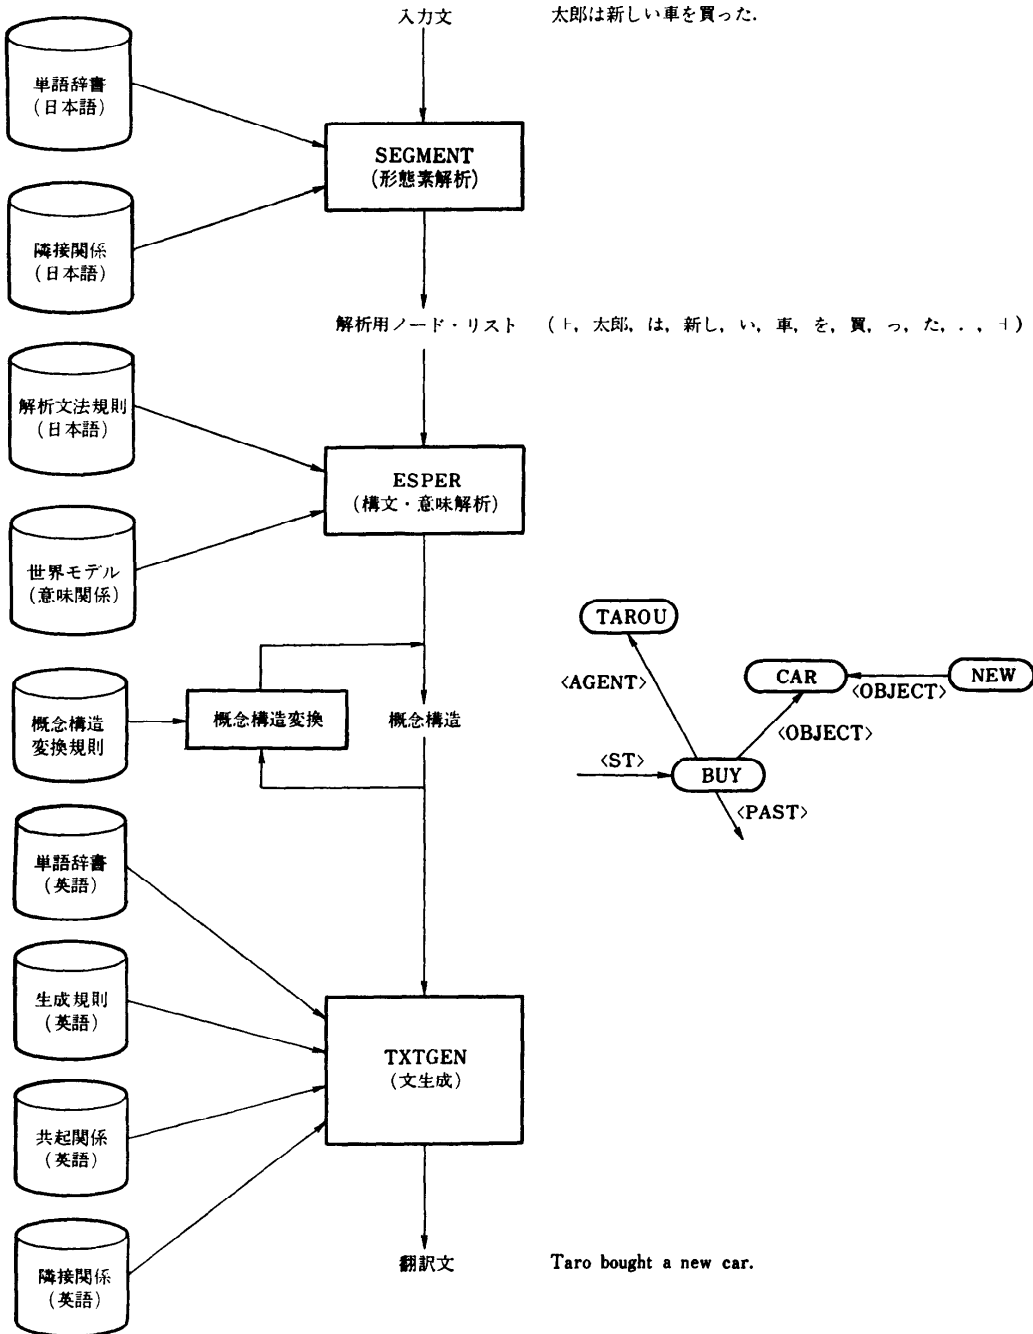 入力文 太郎は新しい車を買った.
単語辞書
(日本語)
SEGMENT
(形態素解析)
隣接関係
(日本語)
解析用ノード・リスト (├, 太郎, は, 新し, い, 車, を, 買, っ, た, ., ┤)
解析文法規則
(日本語)
ESPER
(構文・意味解析)
世界モデル
(意味関係)
概念構造
変換規則
概念構造変換
概念構造
TAROU
〈AGENT〉
CAR
〈OBJECT〉
NEW
〈OBJECT〉
〈ST〉
BUY
〈PAST〉
単語辞書
(英語)
生成規則
(英語)
TXTGEN
(文生成)
共起関係
(英語)
隣接関係
(英語)
翻訳文 Taro bought a new car.